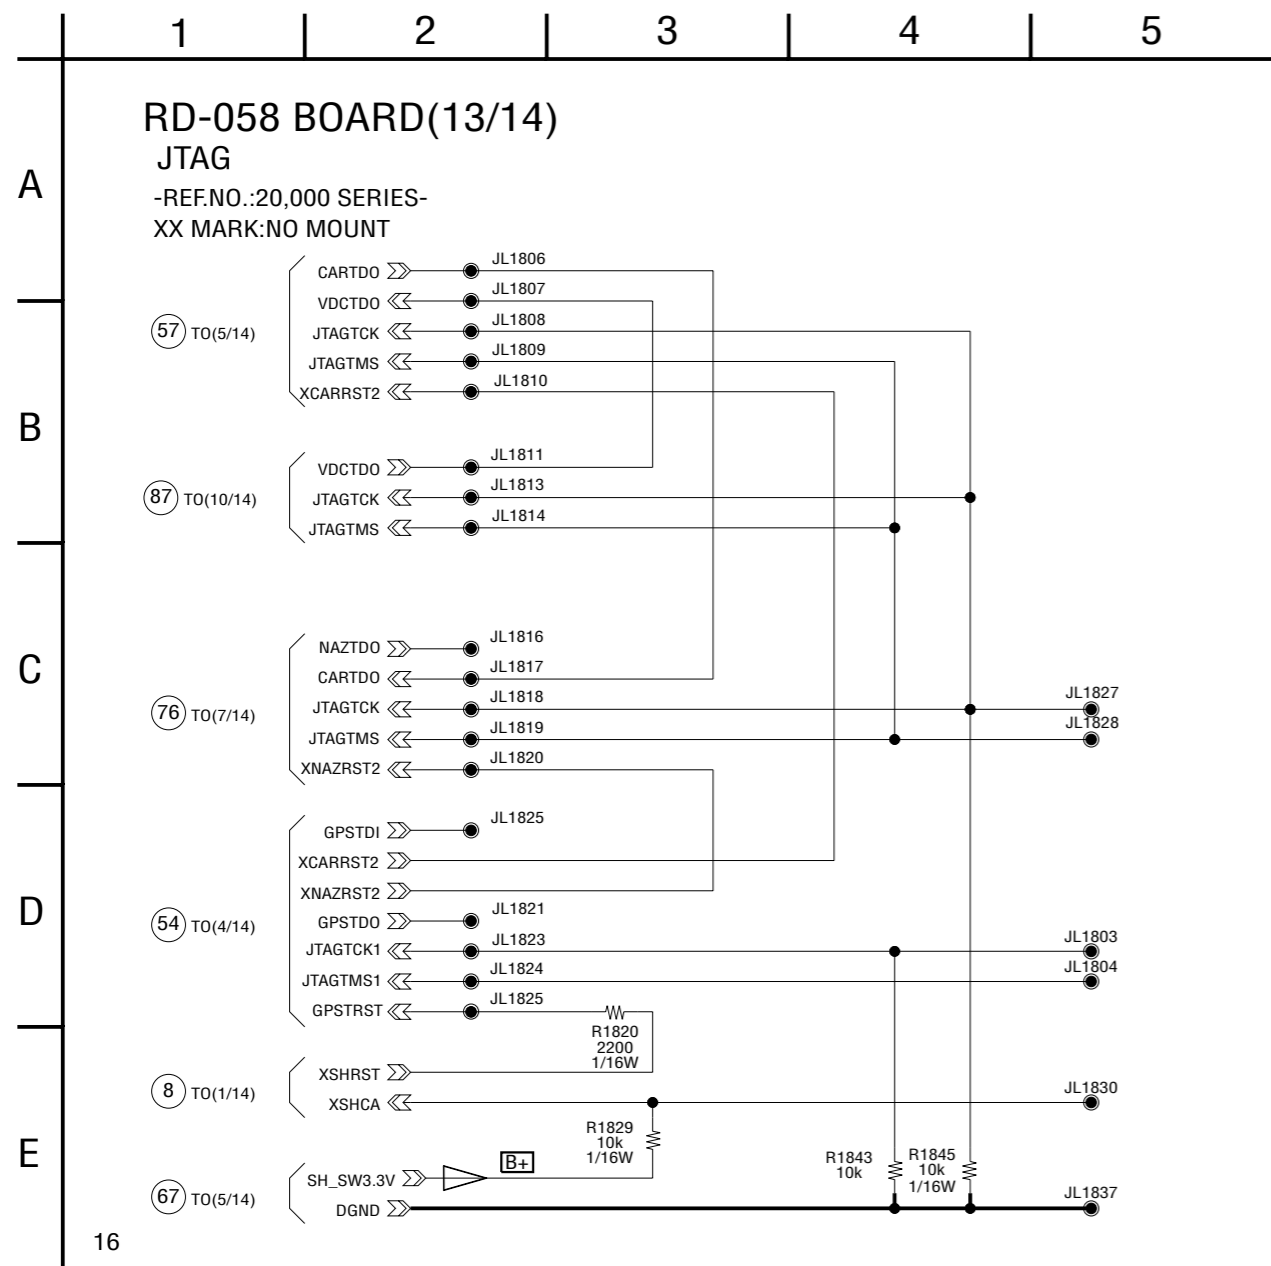 1 2 3 4 5
RD-058 BOARD(13/14)
JTAG
-REF.NO.:20,000 SERIES-
XX MARK:NO MOUNT
A
CARTDO JL1806
VDCTDO JL1807
57 TO(5/14) JTAGTCK JL1808
JTAGTMS JL1809
XCARRST2 JL1810
B
VDCTDO JL1811
87 TO(10/14) JTAGTCK JL1813
JTAGTMS JL1814
NAZTDO JL1816
C
CARTDO JL1817
76 TO(7/14) JTAGTCK JL1818 JL1827
JTAGTMS JL1819 JL1828
XNAZRST2 JL1820
GPSTDI JL1825
XCARRST2
XNAZRST2
D
GPSTDO JL1821
54 TO(4/14)
JTAGTCK1 JL1823 JL1803
JTAGTMS1 JL1824 JL1804
GPSTRST JL1825
R1820
2200
1/16W
XSHRST
8 TO(1/14)
XSHCA JL1830
R1829
10k
1/16W
E
B+
R1843
10k
R1845
10k
1/16W
SH_SW3.3V
67 TO(5/14)
DGND JL1837
16